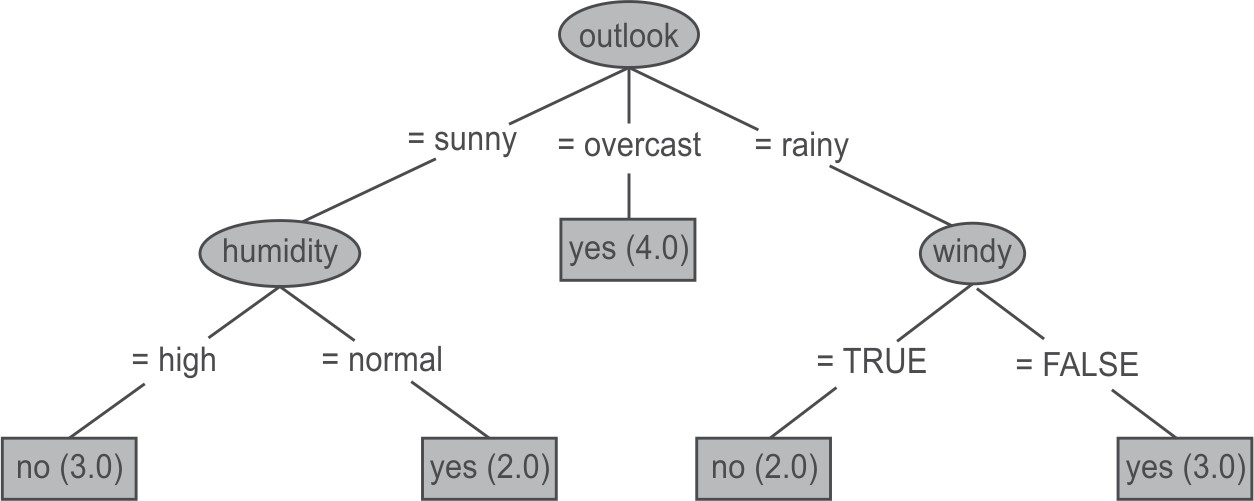 outlook
= sunny
= overcast
= rainy
humidity
yes (4.0)
windy
= high
= normal
= TRUE
= FALSE
no (3.0)
yes (2.0)
no (2.0)
yes (3.0)